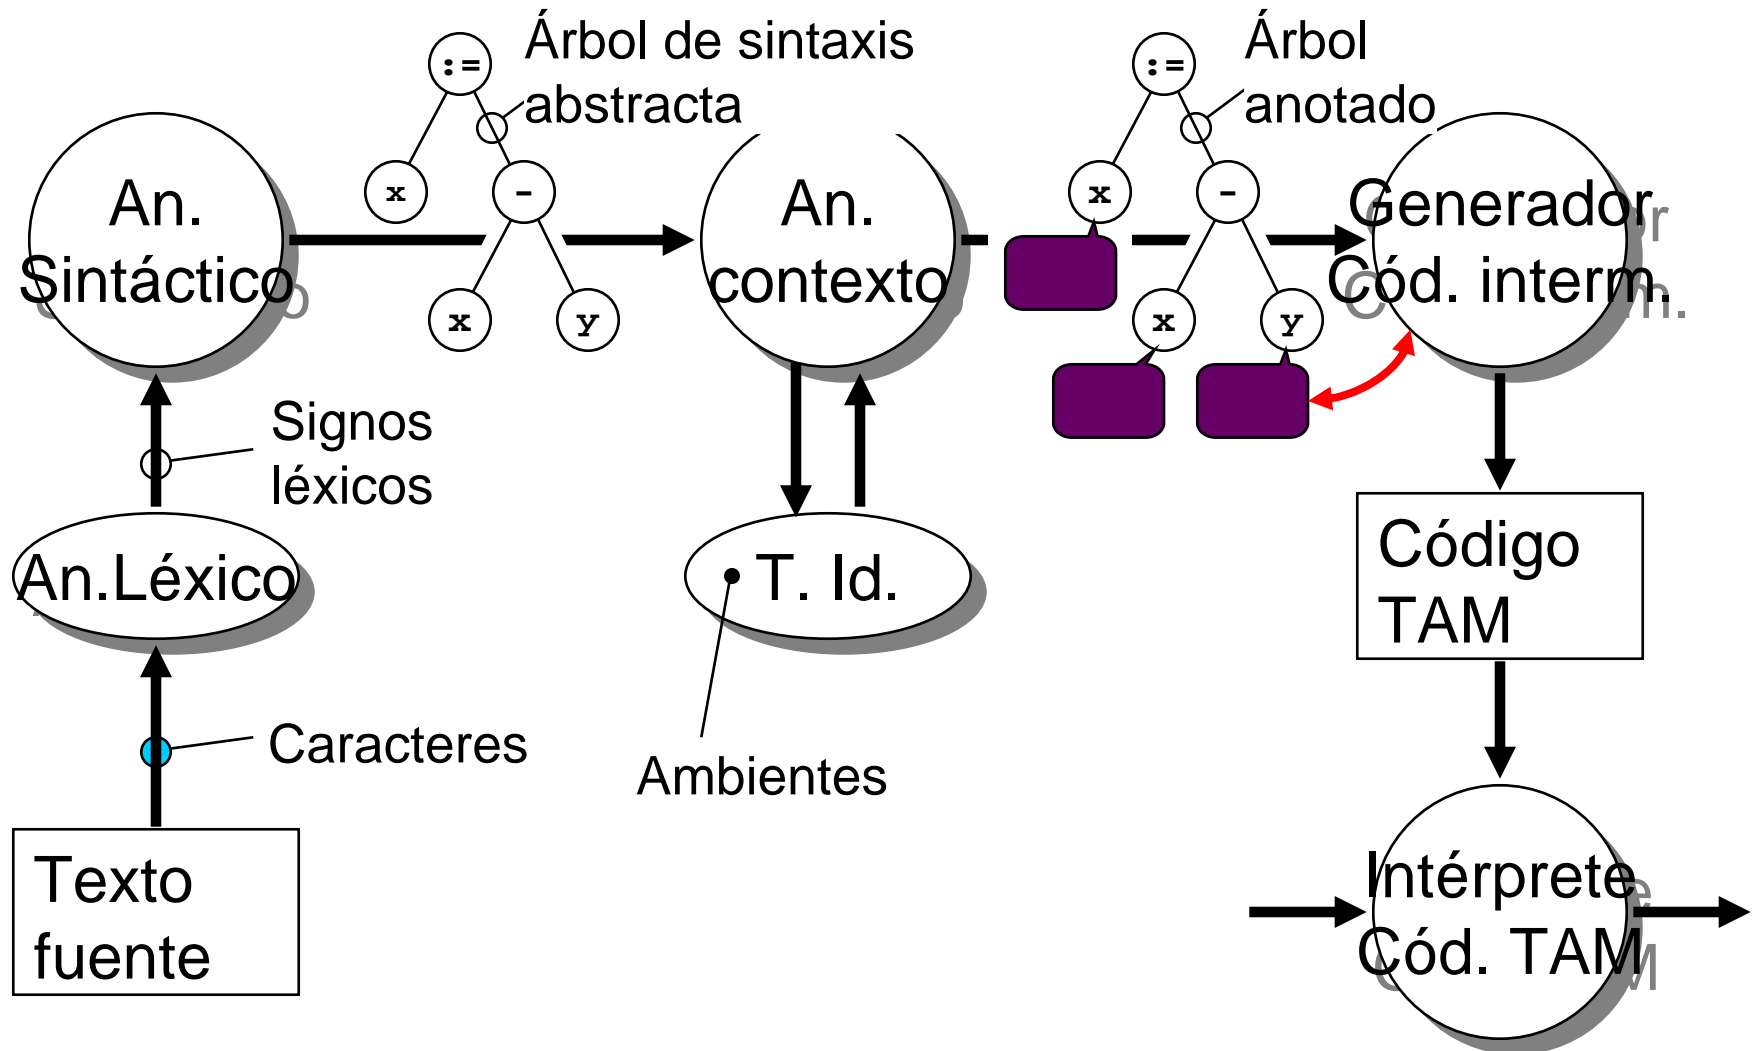 :=
Árbol de sintaxis
abstracta
x
-
x
y
:=
Árbol
anotado
x
-
x
y
An.
Sintáctico
An.
contexto
Generador
Cód. interm.
Signos
léxicos
An.Léxico
T. Id.
Código
TAM
Caracteres
Ambientes
Texto
fuente
Intérprete
Cód. TAM